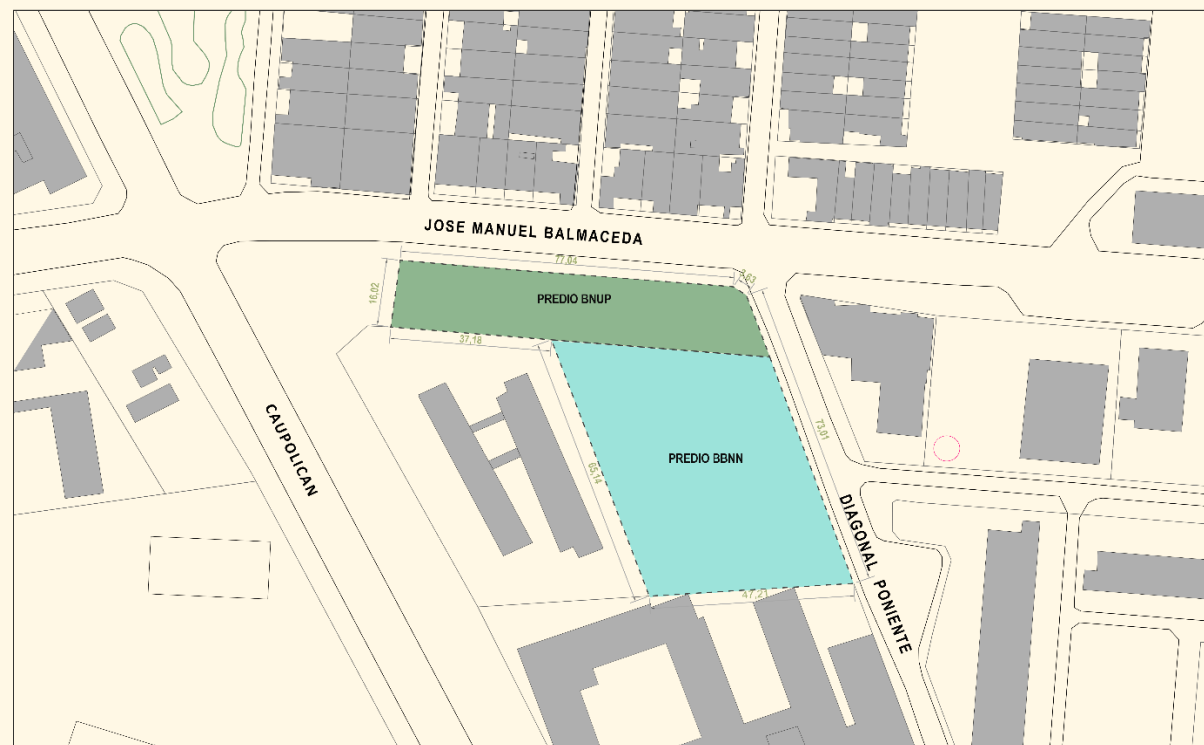 JOSE MANUEL BALMACEDA
77,04
3,63
16,02
PREDIO BNUP
37,18
73,01
CAUPOLICAN
65,14
PREDIO BBNN
DIAGONAL PONIENTE
47,21